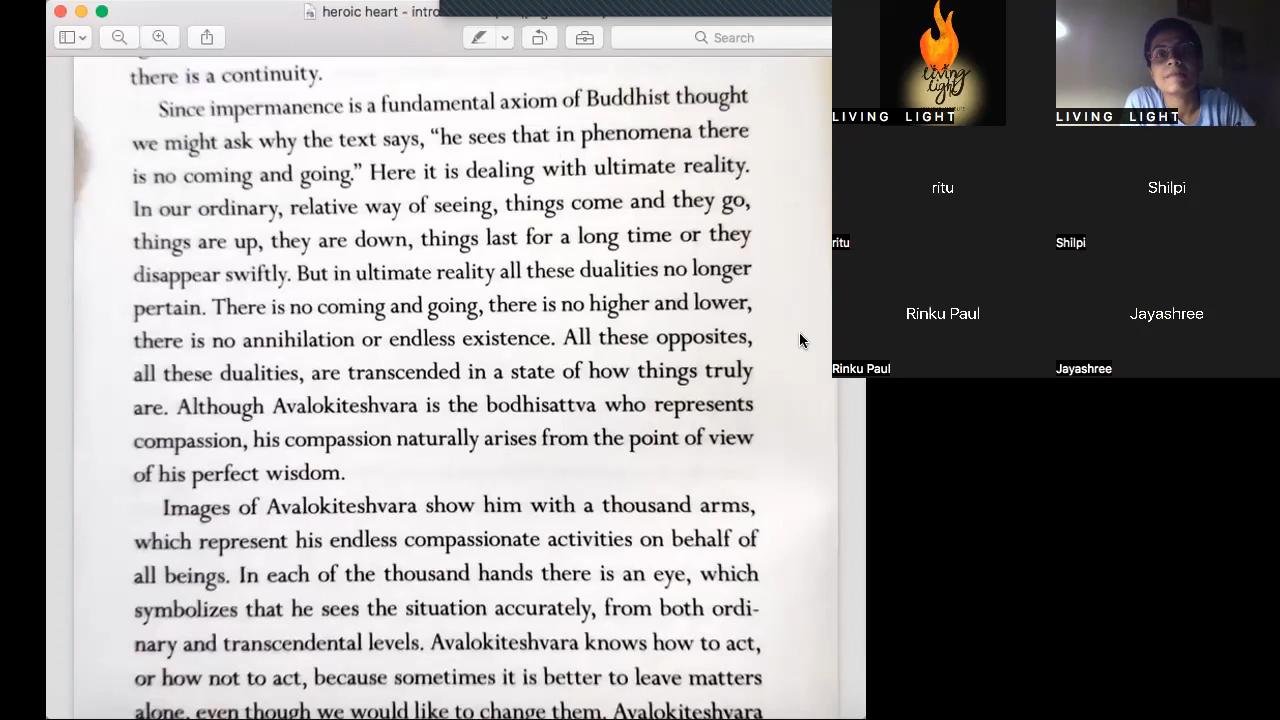 heroic heart - intro
Search
there is a continuity.
Since impermanence is a fundamental axiom of Buddhist thought
we might ask why the text says, “he sees that in phenomena there
is no coming and going.” Here it is dealing with ultimate reality.
In our ordinary, relative way of seeing, things come and they go,
things are up, they are down, things last for a long time or they
disappear swiftly. But in ultimate reality all these dualities no longer
pertain. There is no coming and going, there is no higher and lower,
there is no annihilation or endless existence. All these opposites,
all these dualities, are transcended in a state of how things truly
are. Although Avalokiteshvara is the bodhisattva who represents
compassion, his compassion naturally arises from the point of view
of his perfect wisdom.
Images of Avalokiteshvara show him with a thousand arms,
which represent his endless compassionate activities on behalf of
all beings. In each of the thousand hands there is an eye, which
symbolizes that he sees the situation accurately, from both ordi-
nary and transcendental levels. Avalokiteshvara knows how to act,
or how not to act, because sometimes it is better to leave matters
alone, even though we would like to change them. Avalokiteshvara
living
light
LIVING LIGHT
LIVING LIGHT
ritu
Shilpi
ritu
Shilpi
Rinku Paul
Jayashree
Rinku Paul
Jayashree